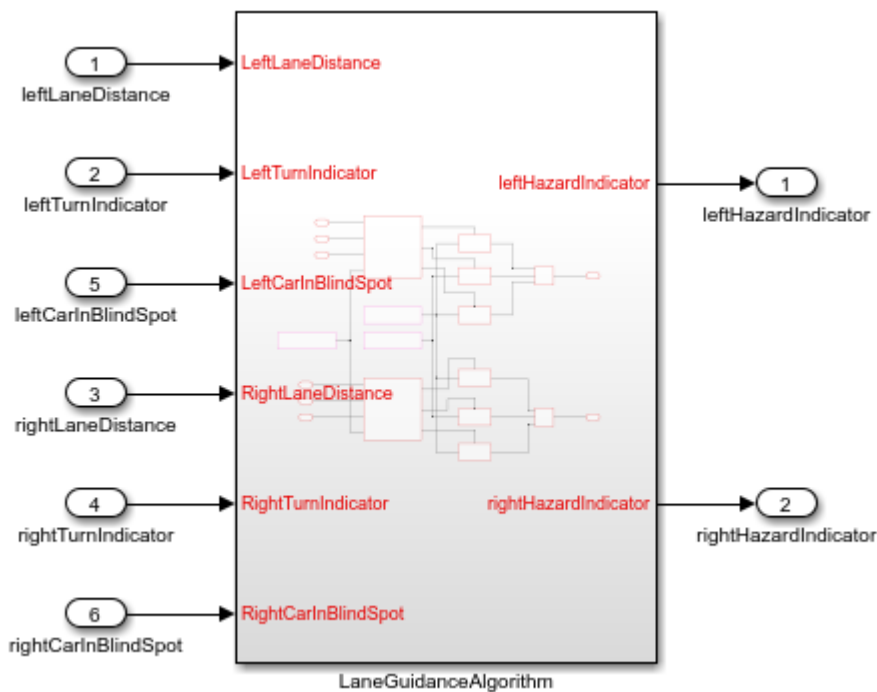 1
LeftLaneDistance
leftLaneDistance
2
LeftTurnIndicator
leftTurnIndicator
leftHazardIndicator
1
leftHazardIndicator
5
LeftCarInBlindSpot
leftCarInBlindSpot
3
RightLaneDistance
rightLaneDistance
4
RightTurnIndicator
rightTurnIndicator
rightHazardIndicator
2
rightHazardIndicator
6
RightCarInBlindSpot
rightCarInBlindSpot
LaneGuidanceAlgorithm